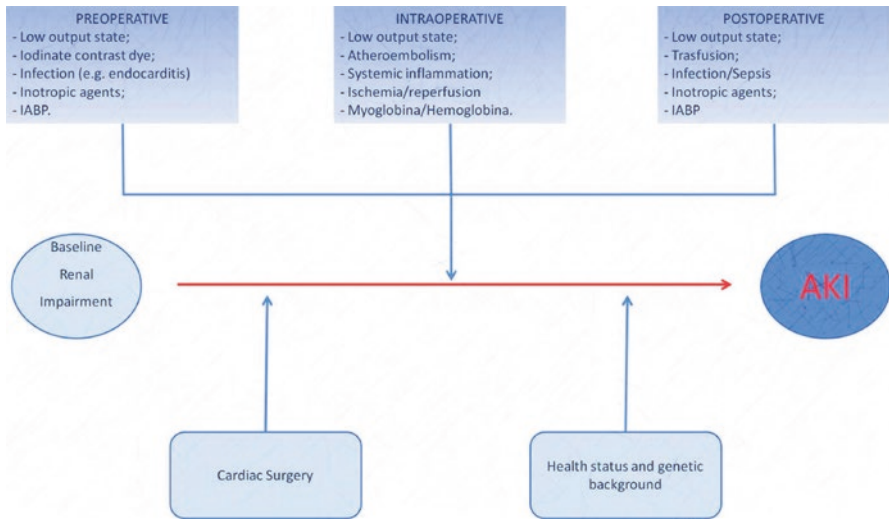 PREOPERATIVE
- Low output state;
- Iodinate contrast dye;
- Infection (e.g. endocarditis)
- Inotropic agents;
- IABP.
INTRAOPERATIVE
- Low output state;
- Atheroembolism;
- Systemic inflammation;
- Ischemia/reperfusion
- Myoglobina/Hemoglobina.
POSTOPERATIVE
- Low output state;
- Trasfusion;
- Infection/Sepsis
- Inotropic agents;
- IABP
Baseline
Renal
Impairment
AKI
Cardiac Surgery
Health status and genetic
background